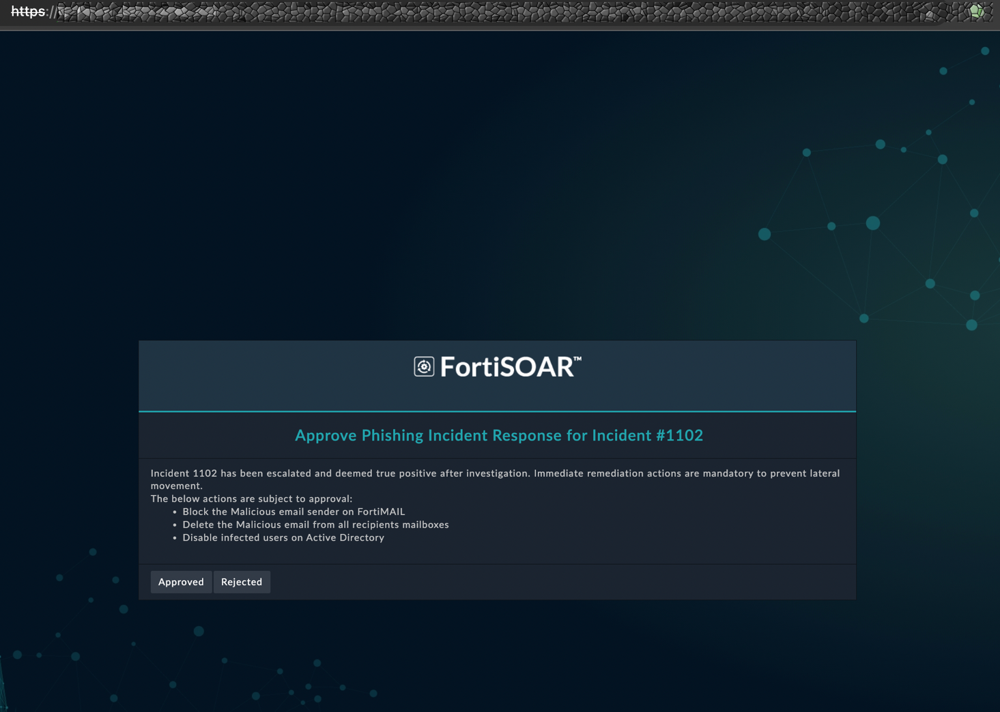 https://
FortiSOAR™
Approve Phishing Incident Response for Incident #1102
Incident 1102 has been escalated and deemed true positive after investigation. Immediate remediation actions are mandatory to prevent lateral
movement.
The below actions are subject to approval:
• Block the Malicious email sender on FortiMAIL
• Delete the Malicious email from all recipients mailboxes
• Disable infected users on Active Directory
Approved Rejected